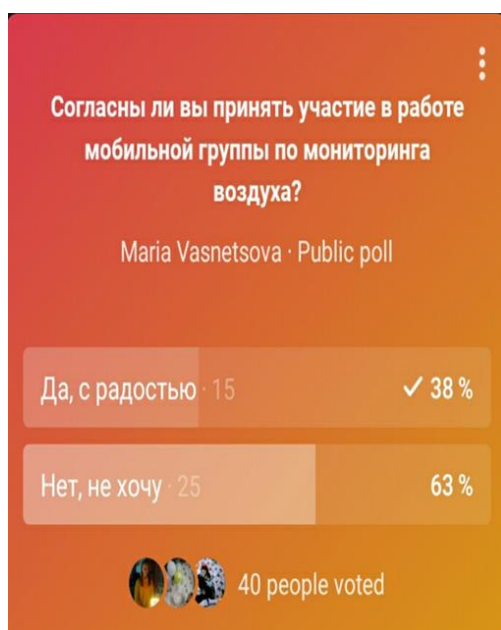 Согласны ли вы принять участие в работе
мобильной группы по мониторинга
воздуха?
Maria Vasnetsova · Public poll
Да, с радостью · 15 ✓ 38 %
Нет, не хочу · 25 63 %
40 people voted